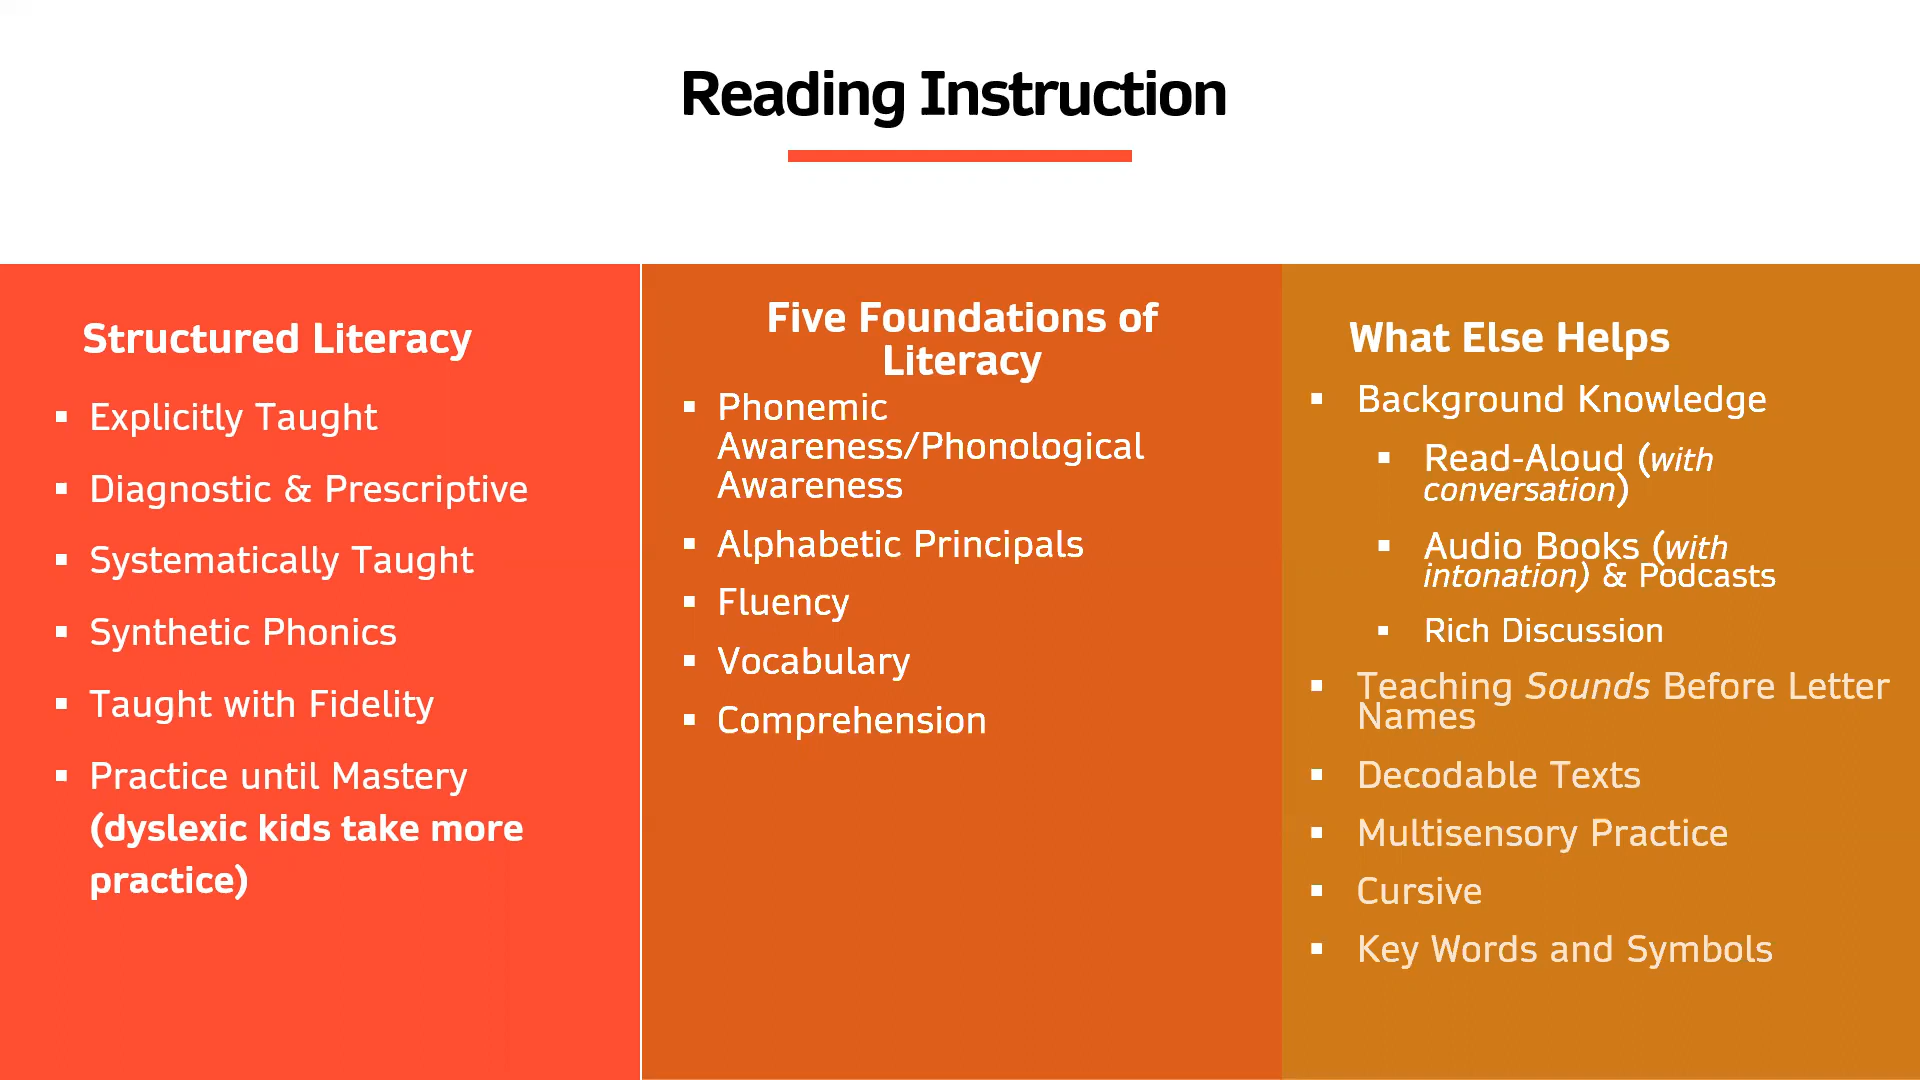 Reading Instruction
Structured Literacy
▪ Explicitly Taught
▪ Diagnostic & Prescriptive
▪ Systematically Taught
▪ Synthetic Phonics
▪ Taught with Fidelity
▪ Practice until Mastery
(dyslexic kids take more
practice)
Five Foundations of
Literacy
▪ Phonemic
Awareness/Phonological
Awareness
▪ Alphabetic Principals
▪ Fluency
▪ Vocabulary
▪ Comprehension
What Else Helps
▪ Background Knowledge
▪ Read-Aloud (with
conversation)
▪ Audio Books (with
intonation) & Podcasts
▪ Rich Discussion
▪ Teaching Sounds Before Letter
Names
▪ Decodable Texts
▪ Multisensory Practice
▪ Cursive
▪ Key Words and Symbols